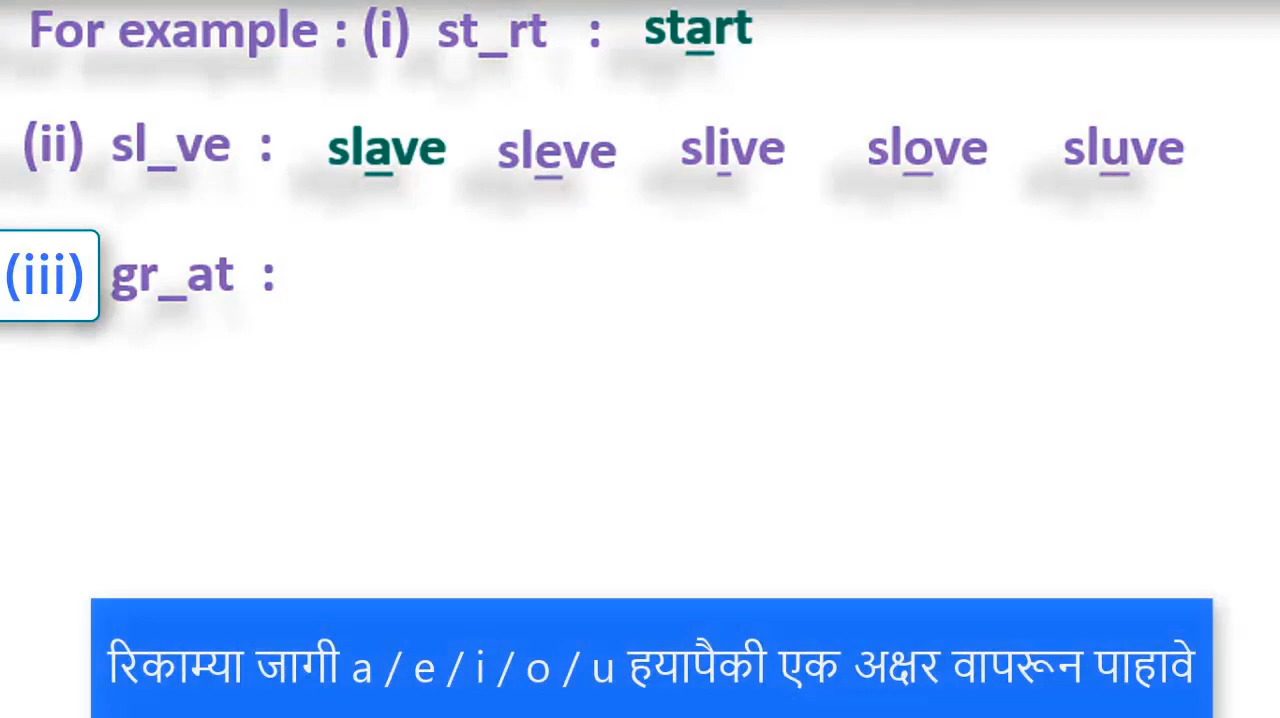 For example : (i) st_rt : start
(ii) sl_ve : slave sleve slive slove sluve
(iii) gr_at :
रिकाम्या जागी a / e / i / o / u हयापैकी एक अक्षर वापरून पाहावे